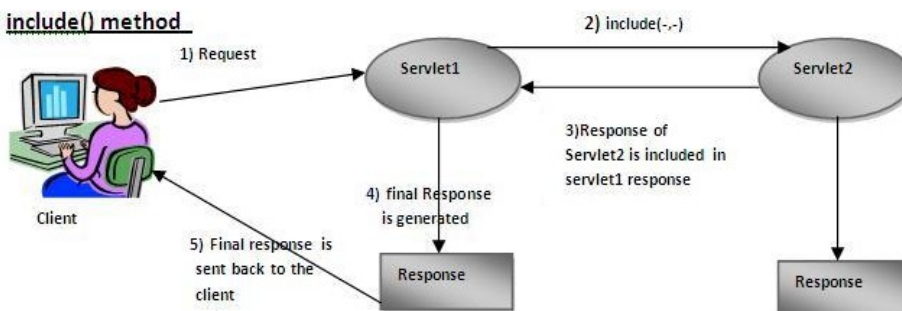 include() method
1) Request
2) include(-,-)
Servlet1
Servlet2
3)Response of
Servlet2 is included in
servlet1 response
Client
4) final Response
is generated
5) Final response is
sent back to the
client
Response
Response